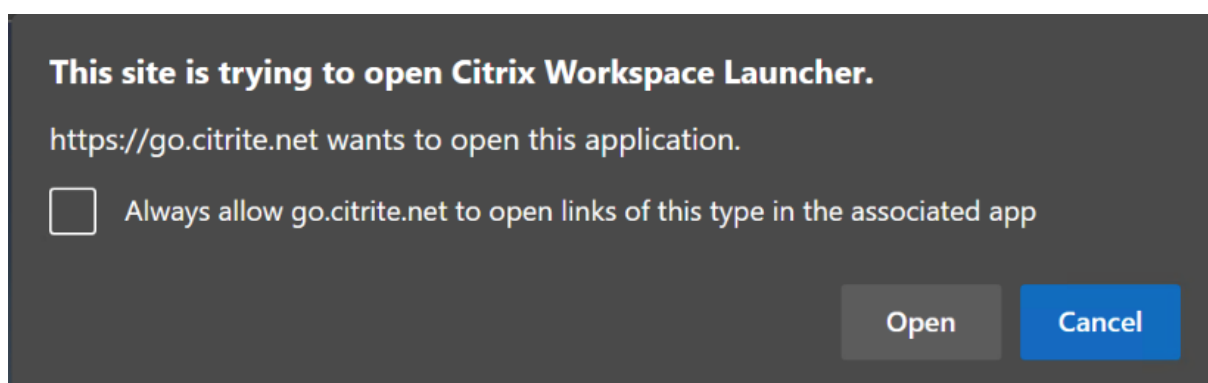 This site is trying to open Citrix Workspace Launcher.
https://go.citrite.net wants to open this application.
Always allow go.citrite.net to open links of this type in the associated app
Open Cancel